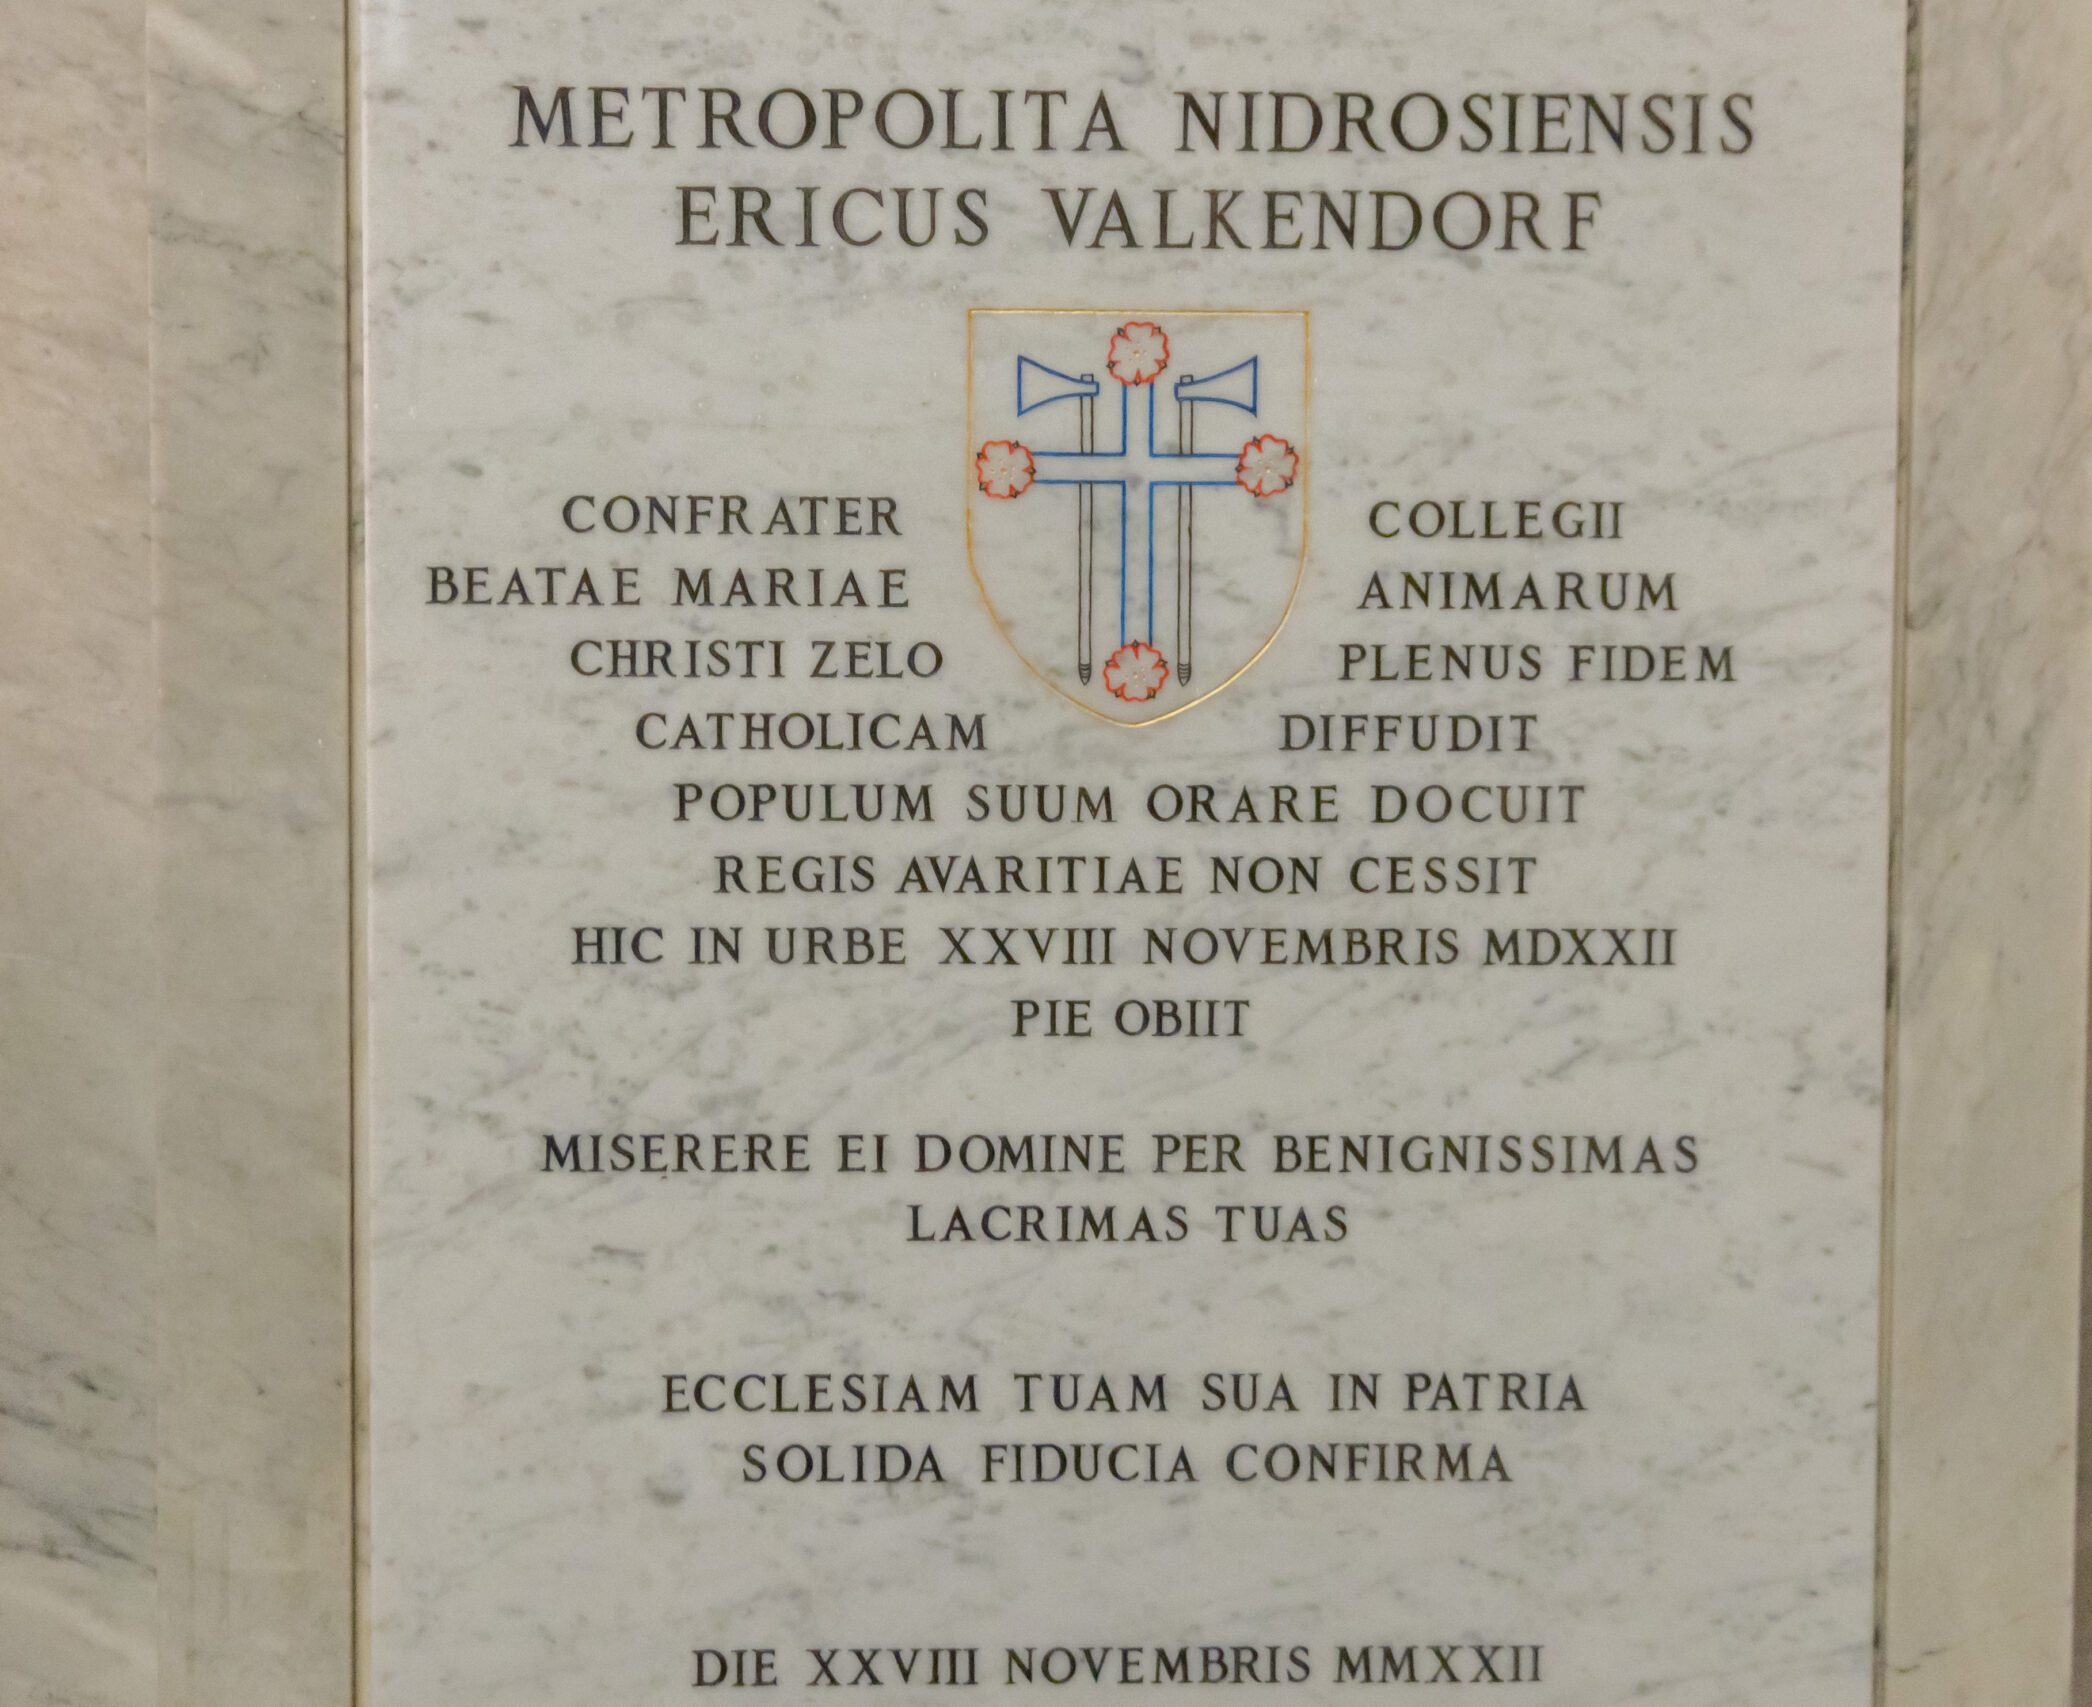 METROPOLITA NIDROSIENSIS
ERICUS VALKENDORF
CONFRATER COLLEGII
BEATAE MARIAE ANIMARUM
CHRISTI ZELO PLENUS FIDEM
CATHOLICAM DIFFUDIT
POPULUM SUUM ORARE DOCUIT
REGIS AVARITIAE NON CESSIT
HIC IN URBE XXVIII NOVEMBRIS MDXXII
PIE OBIIT
MISERERE EI DOMINE PER BENIGNISSIMAS
LACRIMAS TUAS
ECCLESIAM TUAM SUA IN PATRIA
SOLIDA FIDUCIA CONFIRMA
DIE XXVIII NOVEMBRIS MMXXII